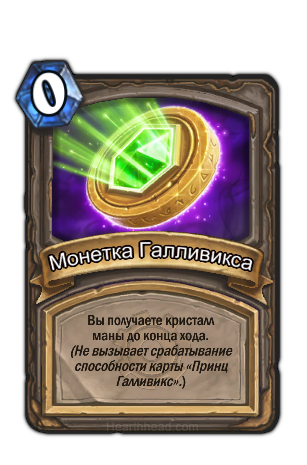 0
Монетка Галливикса
Вы получаете кристалл
маны до конца хода.
(Не вызывает срабатывание
способности карты «Принц
Галливикс».)
Hearthhead.com